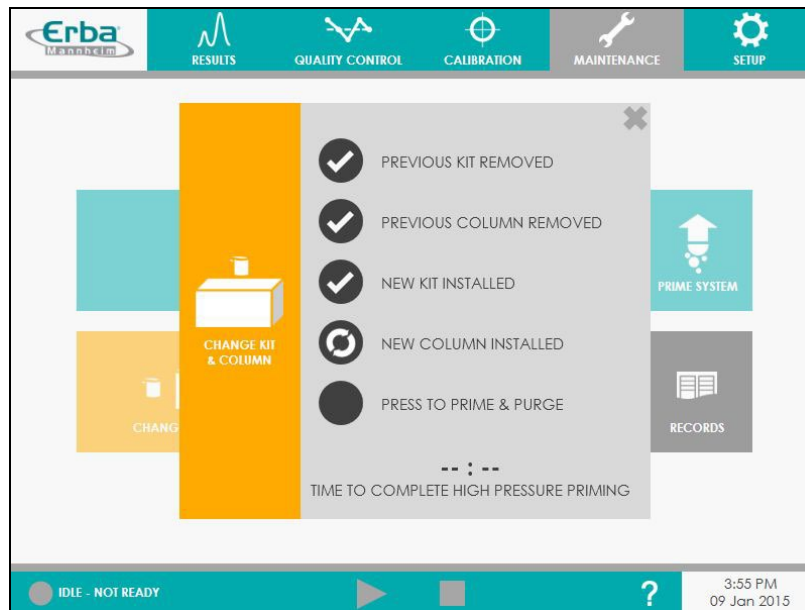 Erba
Mannheim
RESULTS
QUALITY CONTROL
CALIBRATION
MAINTENANCE
SETUP
PREVIOUS KIT REMOVED
PREVIOUS COLUMN REMOVED
NEW KIT INSTALLED
NEW COLUMN INSTALLED
PRESS TO PRIME & PURGE
-- : --
TIME TO COMPLETE HIGH PRESSURE PRIMING
CHANGE KIT
& COLUMN
PRIME SYSTEM
CHANG
RECORDS
IDLE - NOT READY
?
3:55 PM
09 Jan 2015